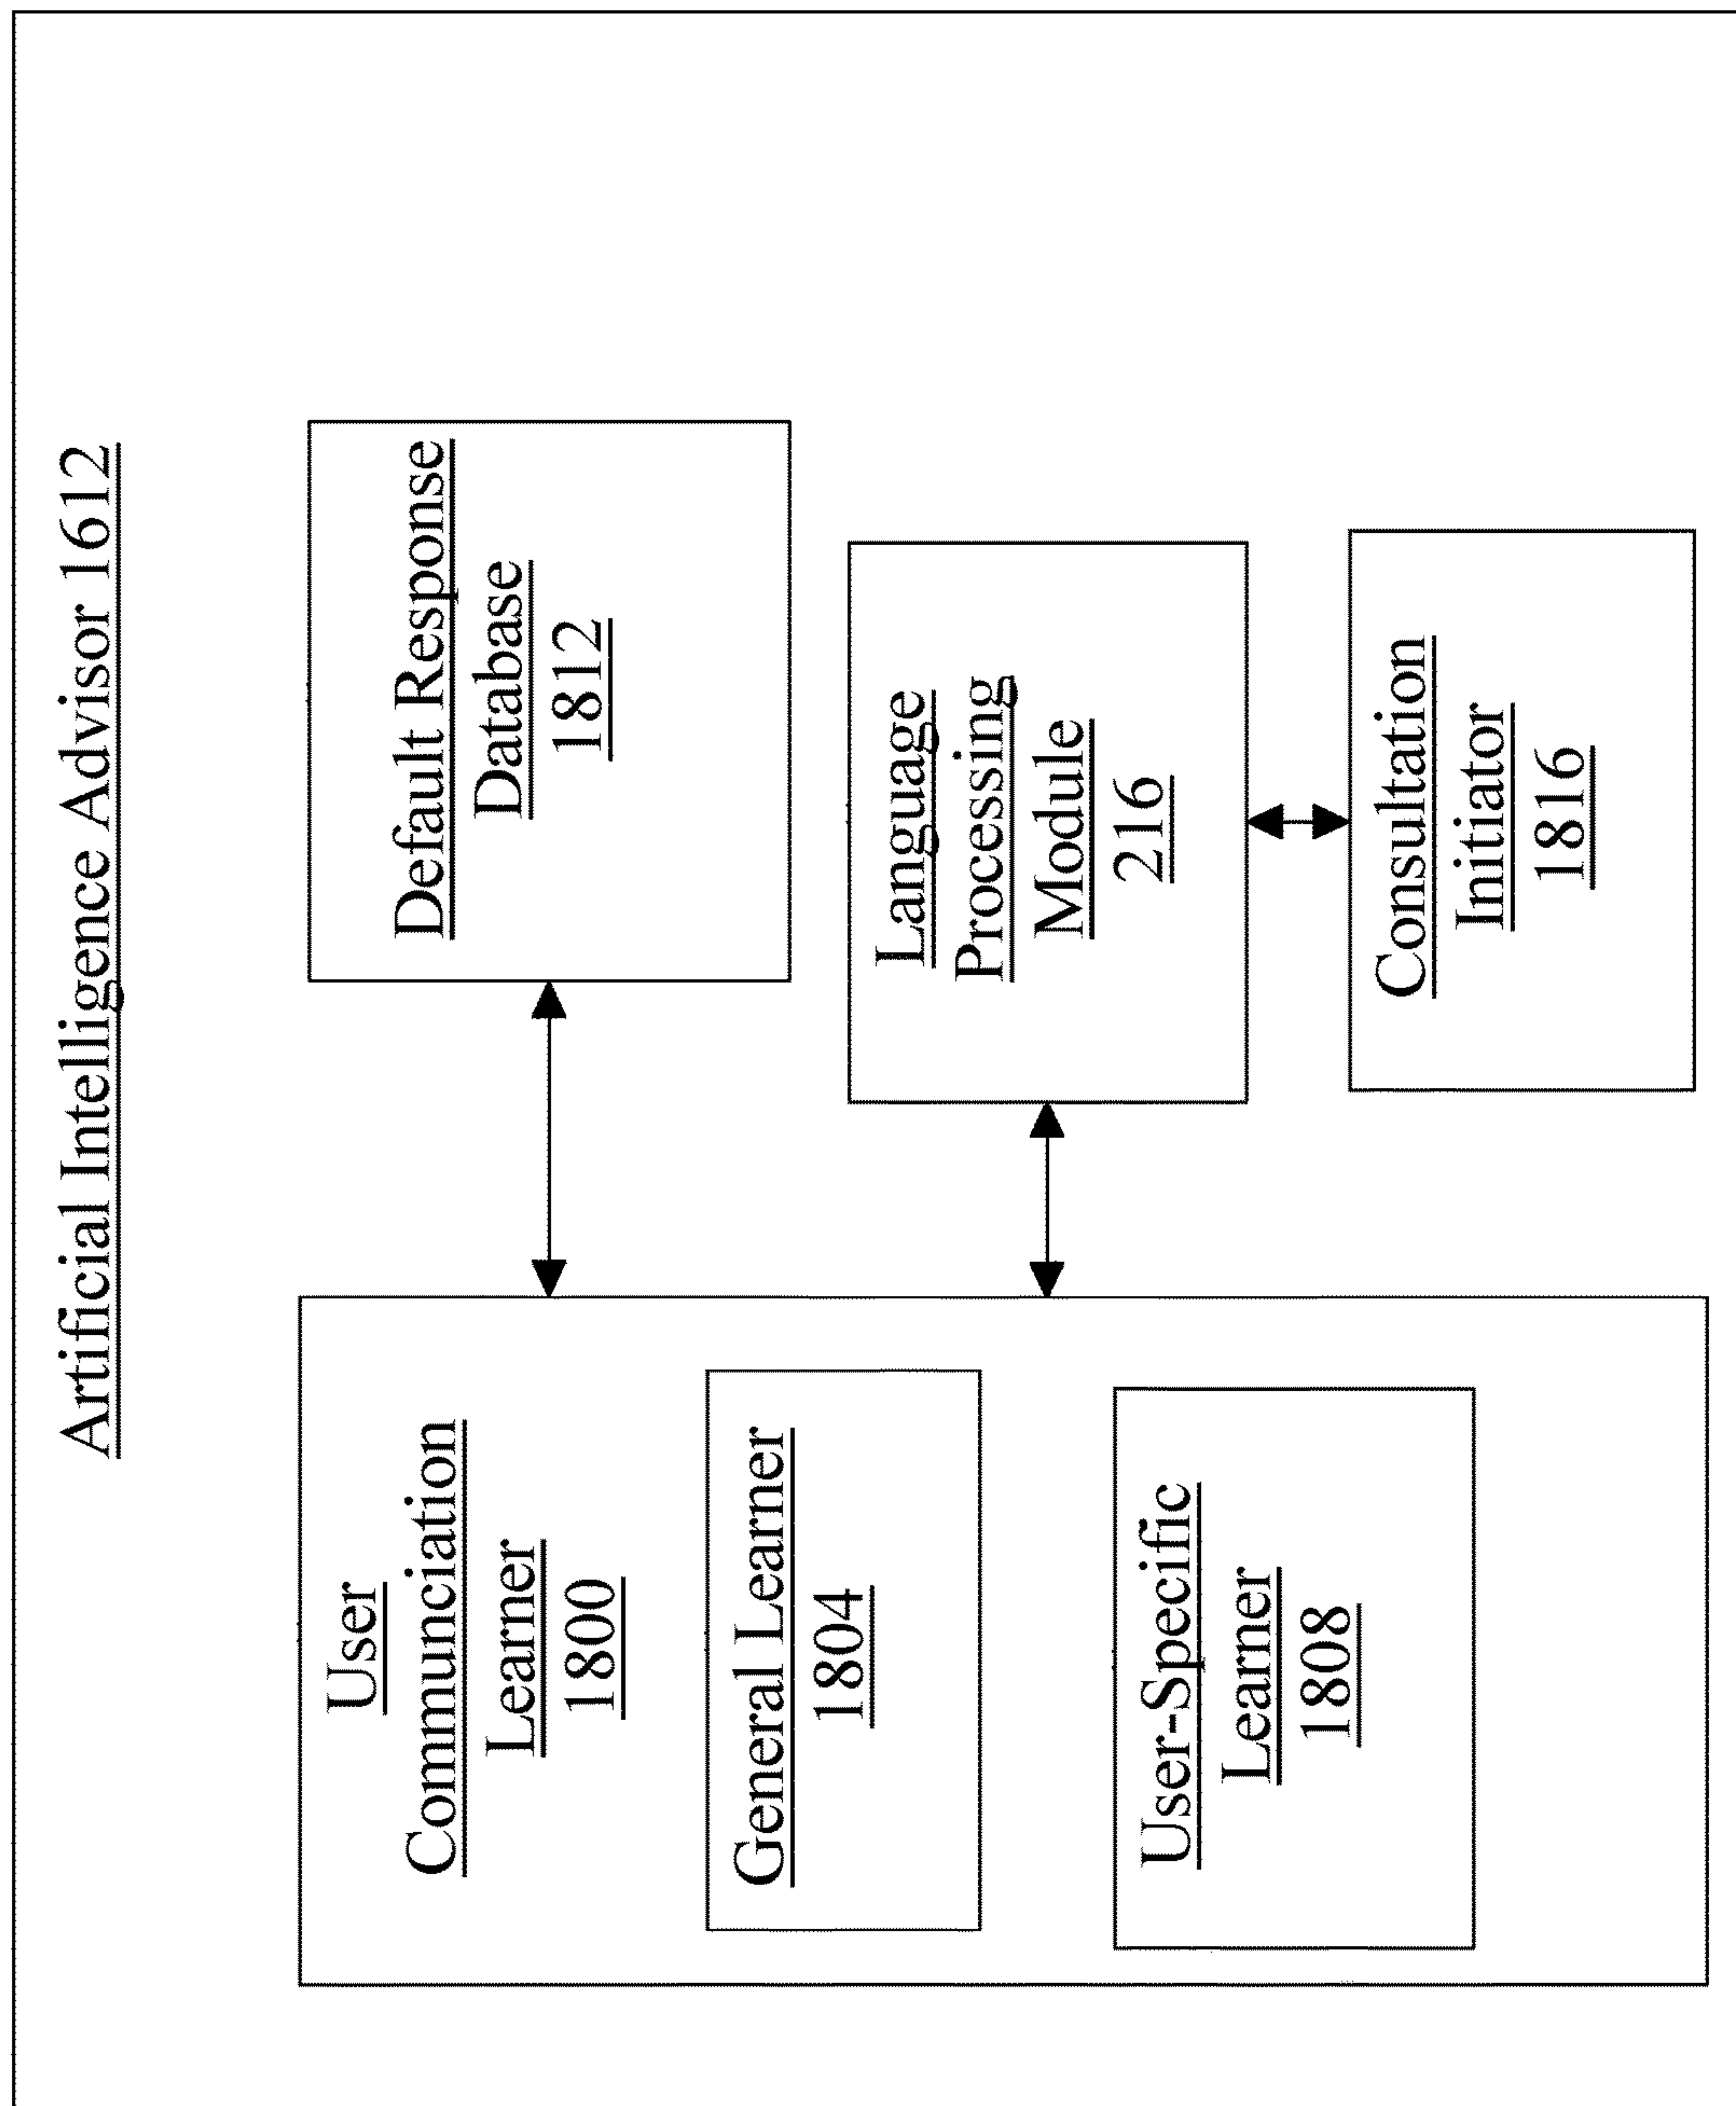 Artificial Intelligence Advisor 1612
User
Communciation
Learner
1800
General Learner
1804
User-Specific
Learner
1808
Default Response
Database
1812
Language
Processing
Module
216
Consultation
Initiator
1816